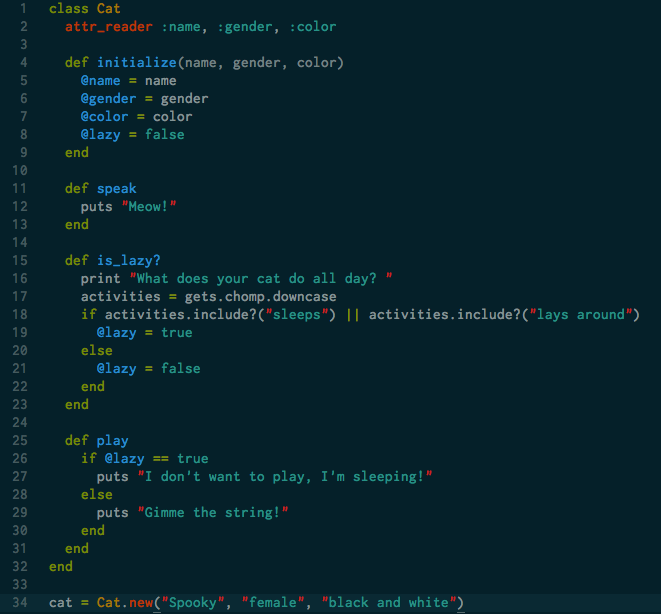 1 class Cat
2   attr_reader :name, :gender, :color
3
4   def initialize(name, gender, color)
5     @name = name
6     @gender = gender
7     @color = color
8     @lazy = false
9   end
10
11   def speak
12     puts "Meow!"
13   end
14
15   def is_lazy?
16     print "What does your cat do all day? "
17     activities = gets.chomp.downcase
18     if activities.include?("sleeps") || activities.include?("lays around")
19       @lazy = true
20     else
21       @lazy = false
22     end
23   end
24
25   def play
26     if @lazy == true
27       puts "I don't want to play, I'm sleeping!"
28     else
29       puts "Gimme the string!"
30     end
31   end
32 end
33
34 cat = Cat.new("Spooky", "female", "black and white")